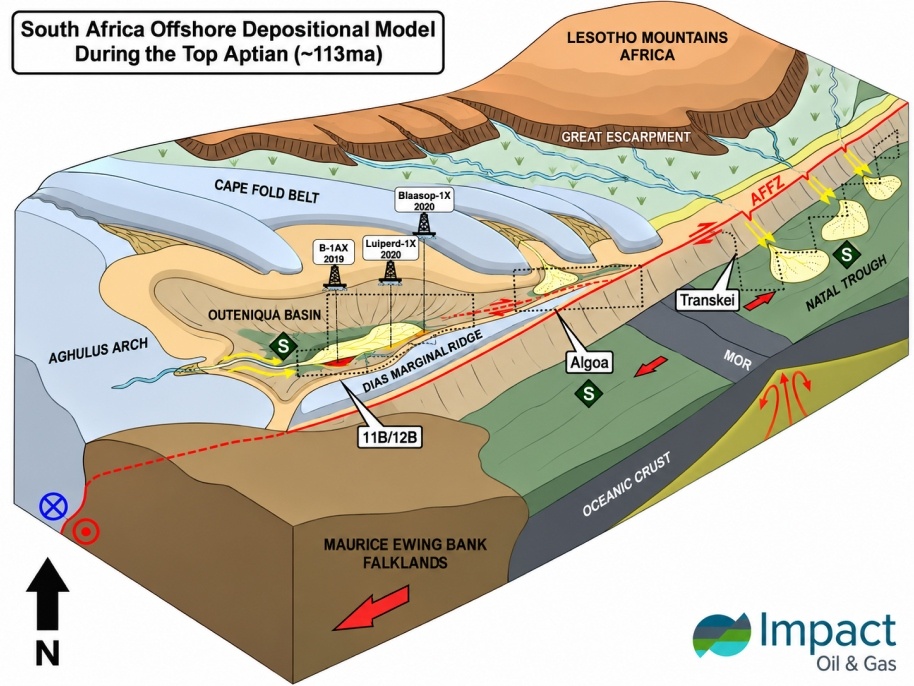 South Africa Offshore Depositional Model
During the Top Aptian (~113ma)
LESOTHO MOUNTAINS
AFRICA
GREAT ESCARPMENT
CAPE FOLD BELT
AFFZ
Blaasop-1X
2020
B-1AX
2019
Luiperd-1X
2020
OUTENIQUA BASIN
S
AGHULUS ARCH
DIAS MARGINAL RIDGE
11B/12B
Algoa
Transkei
S
NATAL TROUGH
MOR
S
OCEANIC CRUST
MAURICE EWING BANK
FALKLANDS
N
Impact
Oil & Gas